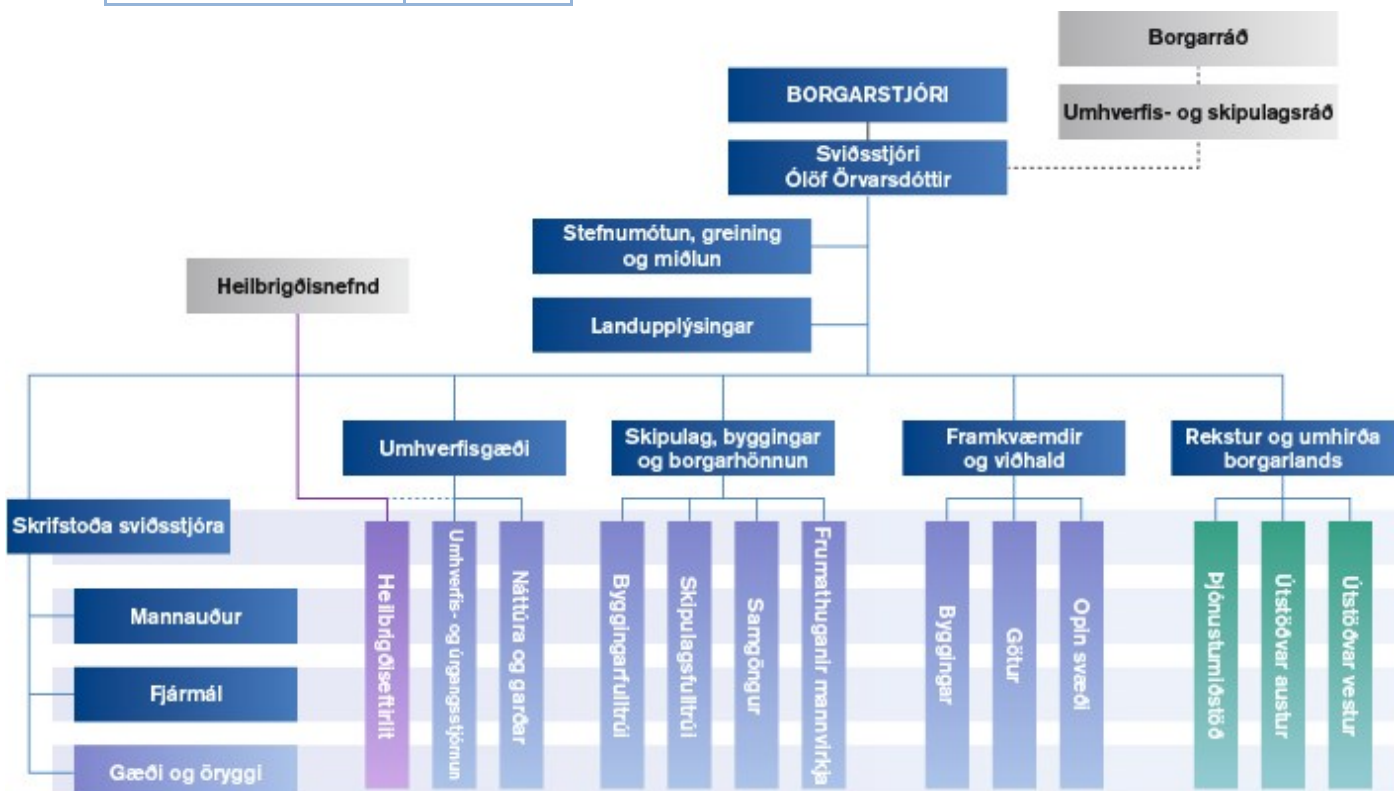 Borgarráð
BORGARSTJÓRI
Umhverfis- og skipulagsráð
Sviðsstjóri
Ólöf Örvarsdóttir
Stefnumótun, greining
og miðlun
Heilbrigðisnefnd
Landupplýsingar
Umhverfisgæði
Skipulag, byggingar
og borgarhönnun
Framkvæmdir
og viðhald
Rekstur og umhirða
borgarlands
Skrifstoða sviðsstjóra
Mannauður
Fjármál
Gæði og öryggi
Heilbrigðiseftirlit
Umhverfis- og úrgangsstjórnun
Náttúra og garðar
Byggingarfulltrúi
Skipulagsfulltrúi
Samgöngur
Frumathuganir mannvirkja
Byggingar
Götur
Opin svæði
Þjónustumiðstöð
Útstöðvar austur
Útstöðvar vestur